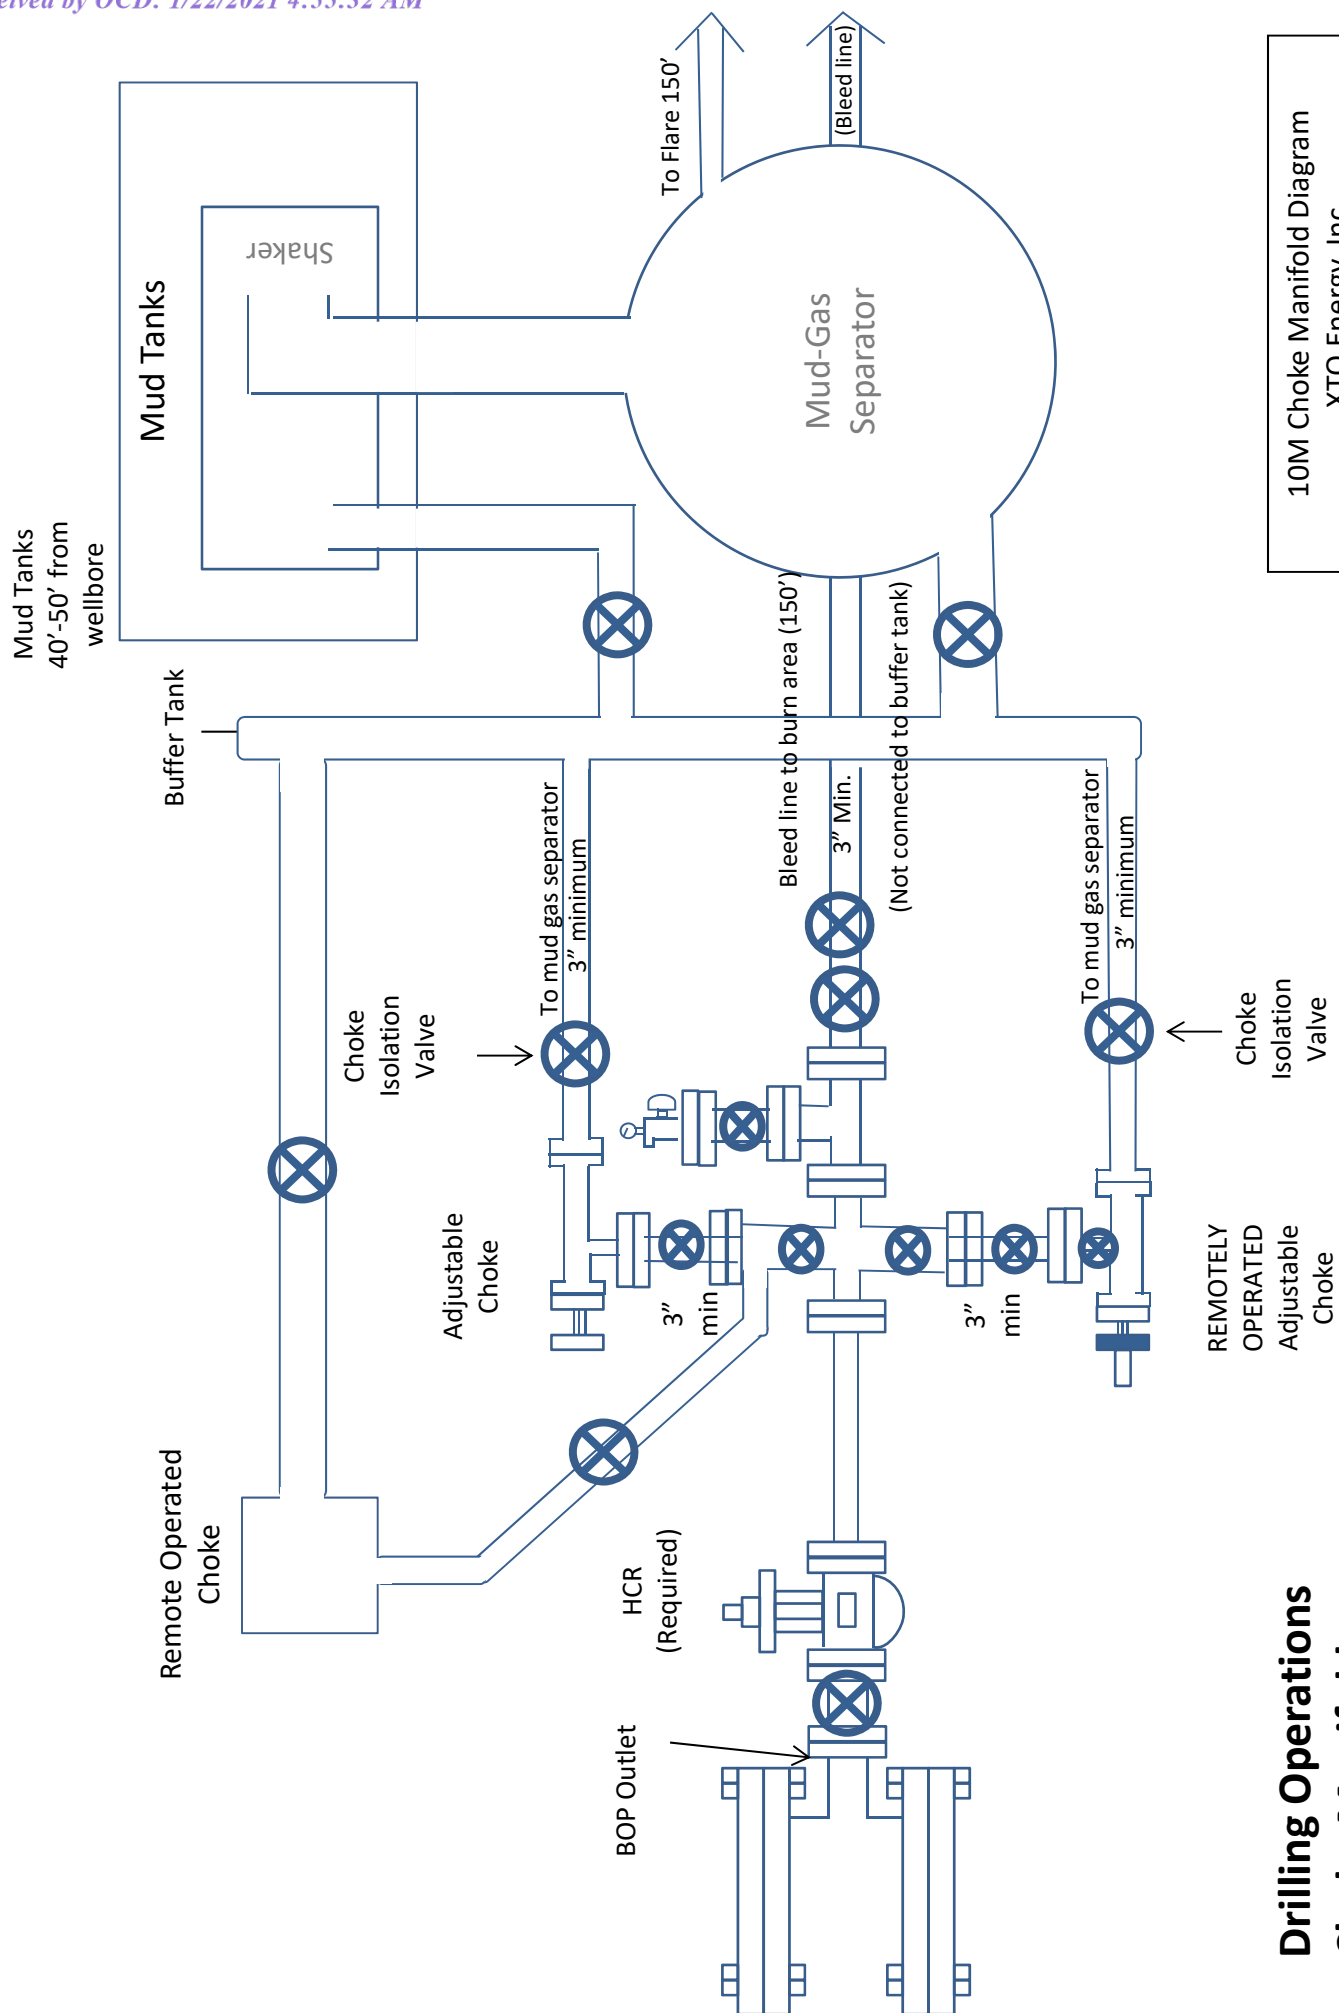 Mud Tanks
40’-50’ from
wellbore
Mud Tanks
Shaker
To Flare 150’
(Bleed line)
Mud-Gas
Separator
Buffer Tank
Bleed line to burn area (150’)
3” Min.
(Not connected to buffer tank)
To mud gas separator
3” minimum
To mud gas separator
3” minimum
Choke
Isolation
Valve
Choke
Isolation
Valve
Adjustable
Choke
3”
min
3”
min
REMOTELY
OPERATED
Adjustable
Choke
Remote Operated
Choke
HCR
(Required)
BOP Outlet
10M Choke Manifold Diagram
XTO Energy, Inc
Drilling Operations
by OCD: 1/22/2021 4:55:52 AM